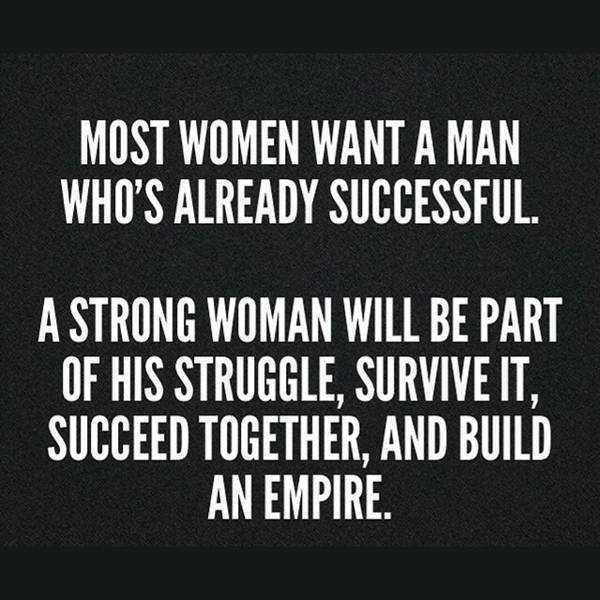 MOST WOMEN WANT A MAN
WHO'S ALREADY SUCCESSFUL.
A STRONG WOMAN WILL BE PART
OF HIS STRUGGLE, SURVIVE IT,
SUCCEED TOGETHER, AND BUILD
AN EMPIRE.